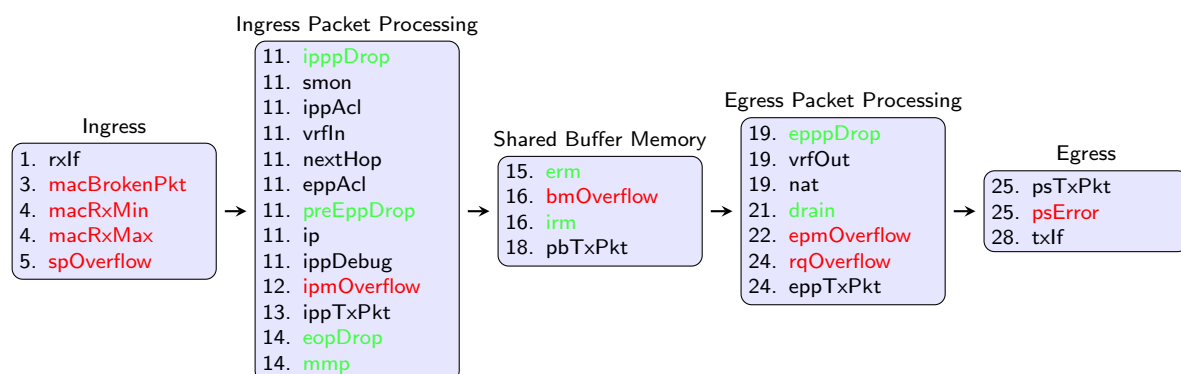 Ingress
1. rxIf
3. macBrokenPkt
4. macRxMin
4. macRxMax
5. spOverflow
Ingress Packet Processing
11. ipppDrop
11. smon
11. ippAcl
11. vrfIn
11. nextHop
11. eppAcl
11. preEppDrop
11. ip
11. ippDebug
12. ipmOverflow
13. ippTxPkt
14. eopDrop
14. mmp
Shared Buffer Memory
15. erm
16. bmOverflow
16. irm
18. pbTxPkt
Egress Packet Processing
19. epppDrop
19. vrfOut
19. nat
21. drain
22. epmOverflow
24. rqOverflow
24. eppTxPkt
Egress
25. psTxPkt
25. psError
28. txIf